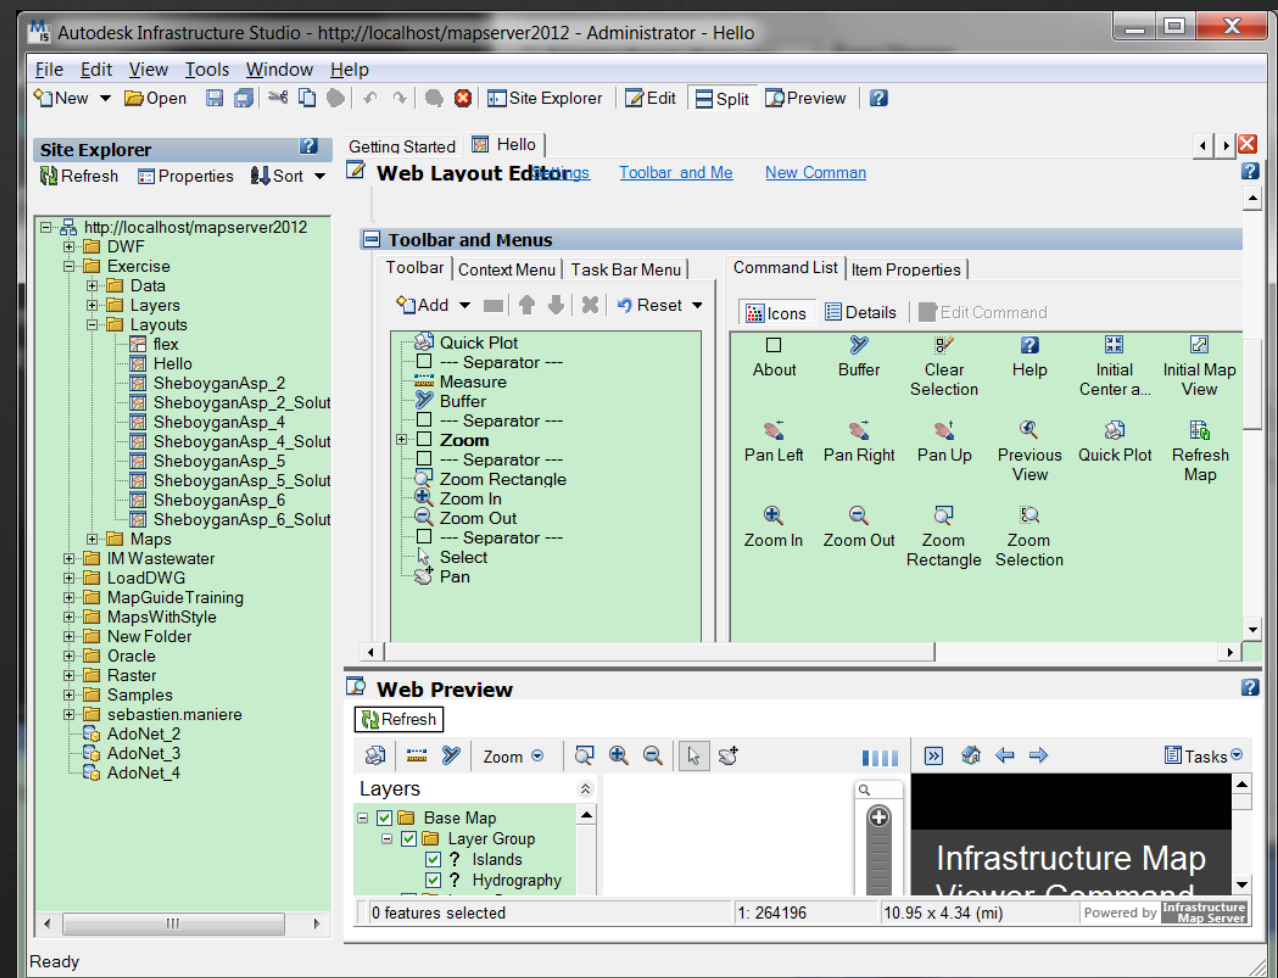 Autodesk Infrastructure Studio - http://localhost/mapserver2012 - Administrator - Hello
File Edit View Tools Window Help
New Open Site Explorer Edit Split Preview
Site Explorer
Refresh Properties Sort
http://localhost/mapserver2012
DWF
Exercise
Data
Layers
Layouts
flex
Hello
SheboyganAsp_2
SheboyganAsp_2_Solut
SheboyganAsp_4
SheboyganAsp_4_Solut
SheboyganAsp_5
SheboyganAsp_5_Solut
SheboyganAsp_6
SheboyganAsp_6_Solut
Maps
IM Wastewater
LoadDWG
MapGuideTraining
MapsWithStyle
New Folder
Oracle
Raster
Samples
sebastien.maniere
AdoNet_2
AdoNet_3
AdoNet_4
Getting Started Hello
Web Layout Editor Settings Toolbar and Me New Comman
Toolbar and Menus
Toolbar Context Menu Task Bar Menu
Add Reset
Quick Plot
--- Separator ---
Measure
Buffer
--- Separator ---
Zoom
--- Separator ---
Zoom Rectangle
Zoom In
Zoom Out
--- Separator ---
Select
Pan
Command List Item Properties
Icons Details Edit Command
About Buffer Clear Selection Help Initial Center a... Initial Map View
Pan Left Pan Right Pan Up Previous View Quick Plot Refresh Map
Zoom In Zoom Out Zoom Rectangle Zoom Selection
Web Preview
Refresh
Zoom Tasks
Layers
Base Map
Layer Group
? Islands
? Hydrography
Infrastructure Map
Viewer Command
0 features selected 1: 264196 10.95 x 4.34 (mi) Powered by Infrastructure Map Server
Ready